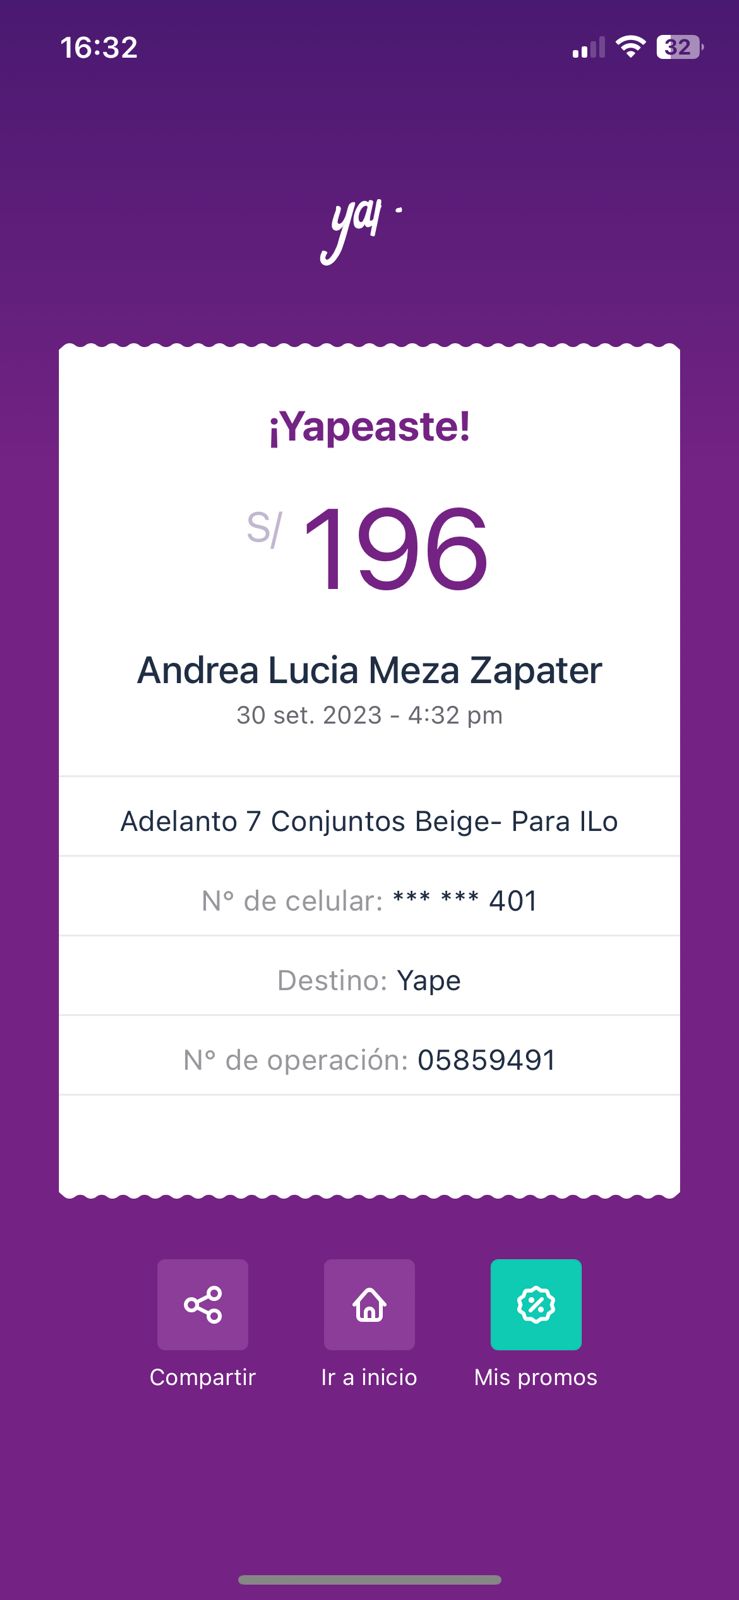 16:32
32
ya
¡Yapeaste!
S/ 196
Andrea Lucia Meza Zapater
30 set. 2023 - 4:32 pm
Adelanto 7 Conjuntos Beige- Para ILo
N° de celular: *** *** 401
Destino: Yape
N° de operación: 05859491
Compartir
Ir a inicio
Mis promos